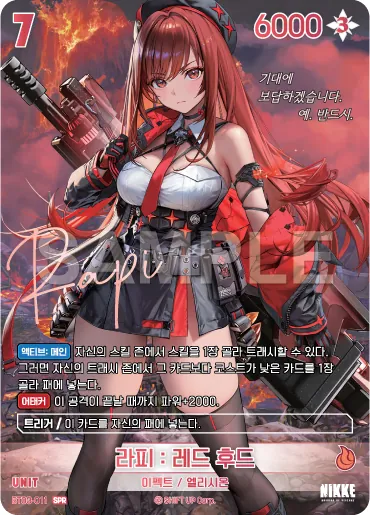 7
6000 3
기대에
보답하겠습니다.
예. 반드시.
SAMPLE
Rapi
액티브: 메인 자신의 스킬 존에서 스킬을 1장 골라 트래시할 수 있다.
그러면 자신의 트래시 존에서 그 카드보다 코스트가 낮은 카드를 1장
골라 패에 넣는다.
어태커 이 공격이 끝날 때까지 파워+2000.
트리거 / 이 카드를 자신의 패에 넣는다.
라피 : 레드 후드
UNIT
이펙트 / 엘리시온
BT09-011 SPR
© SHIFT UP Corp.
NIKKE